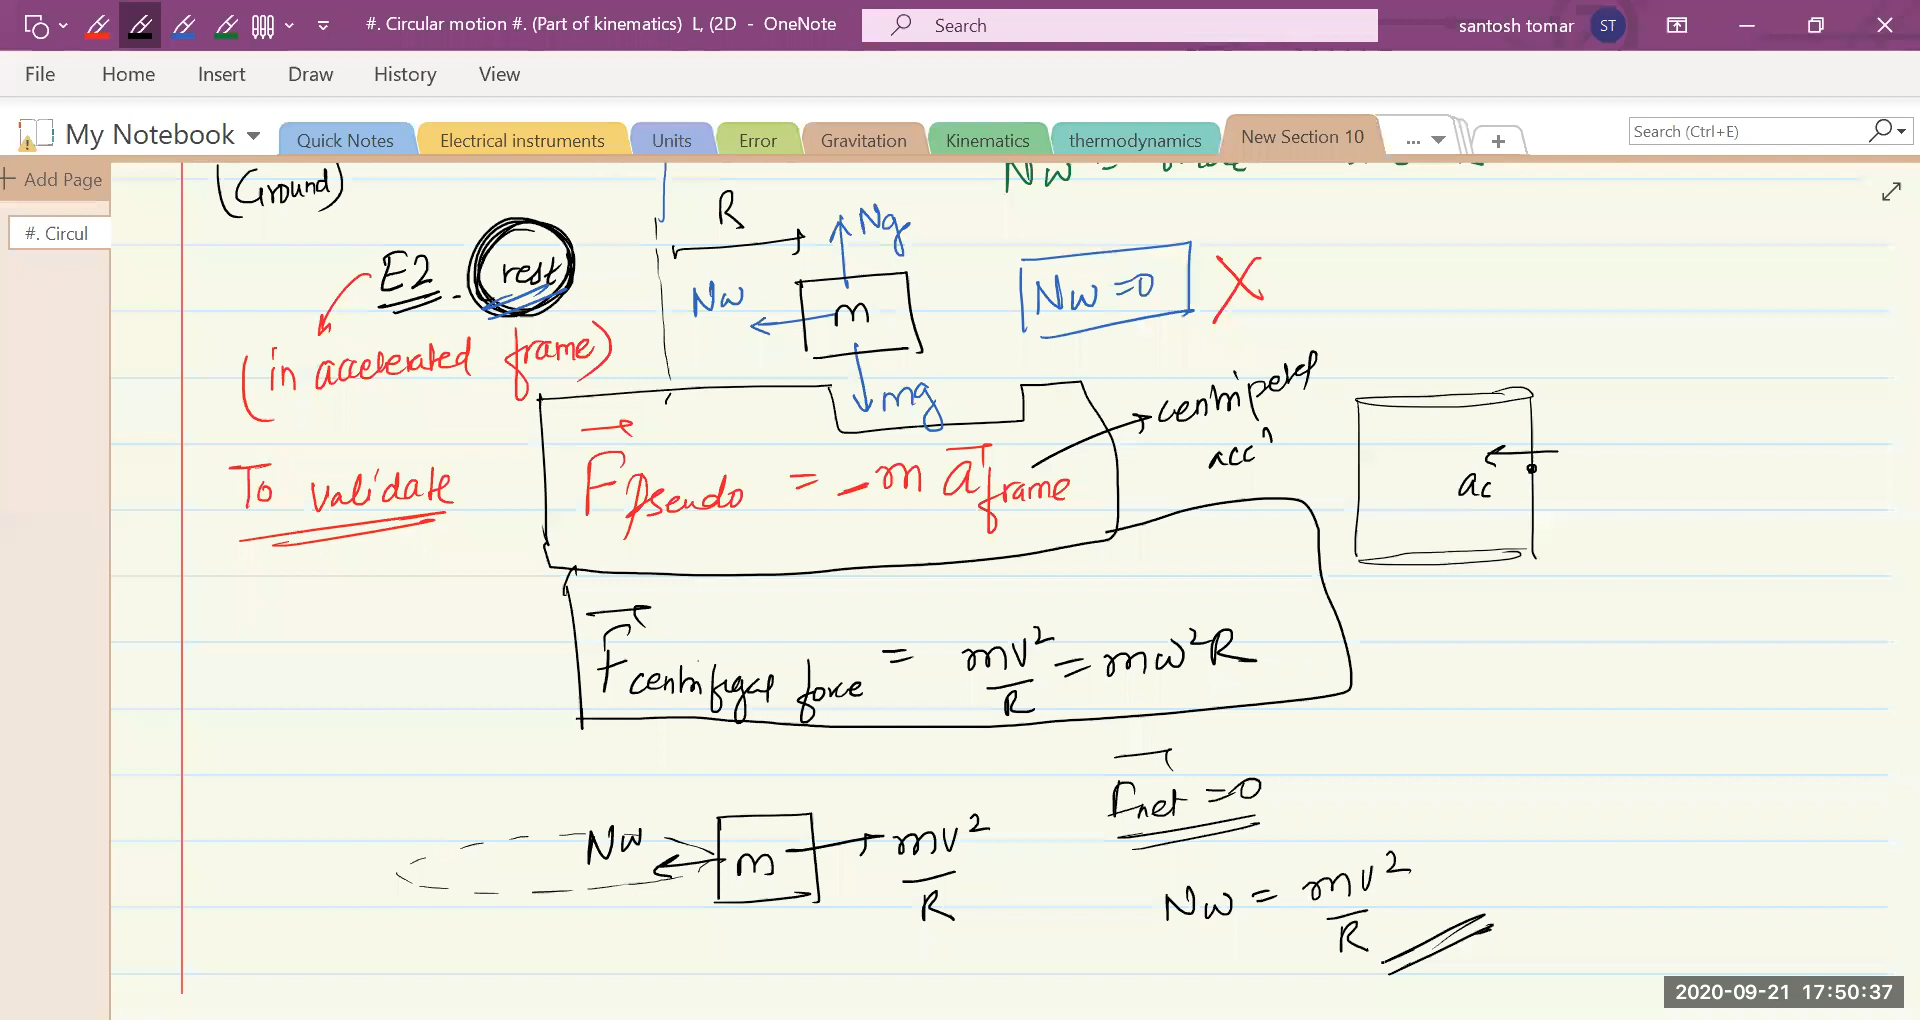 #. Circular motion #. (Part of kinematics) L, (2D - OneNote
Search
santosh tomar ST
File Home Insert Draw History View
My Notebook
Quick Notes Electrical instruments Units Error Gravitation Kinematics thermodynamics New Section 10 ... +
Search (Ctrl+E)
+ Add Page
#. Circul
(Ground)
Nw =
R
Ng
E2. rest
Nw
m
Nw = 0 X
(in accelerated frame)
mg
centripetal
accⁿ
To validate
F⃗ Pseudo = -m a⃗ frame
ac
F⃗ centrifugal force = mv²/R = mω²R
F⃗net = 0
Nw
m
mv²/R
Nw = mv²/R
2020-09-21 17:50:37